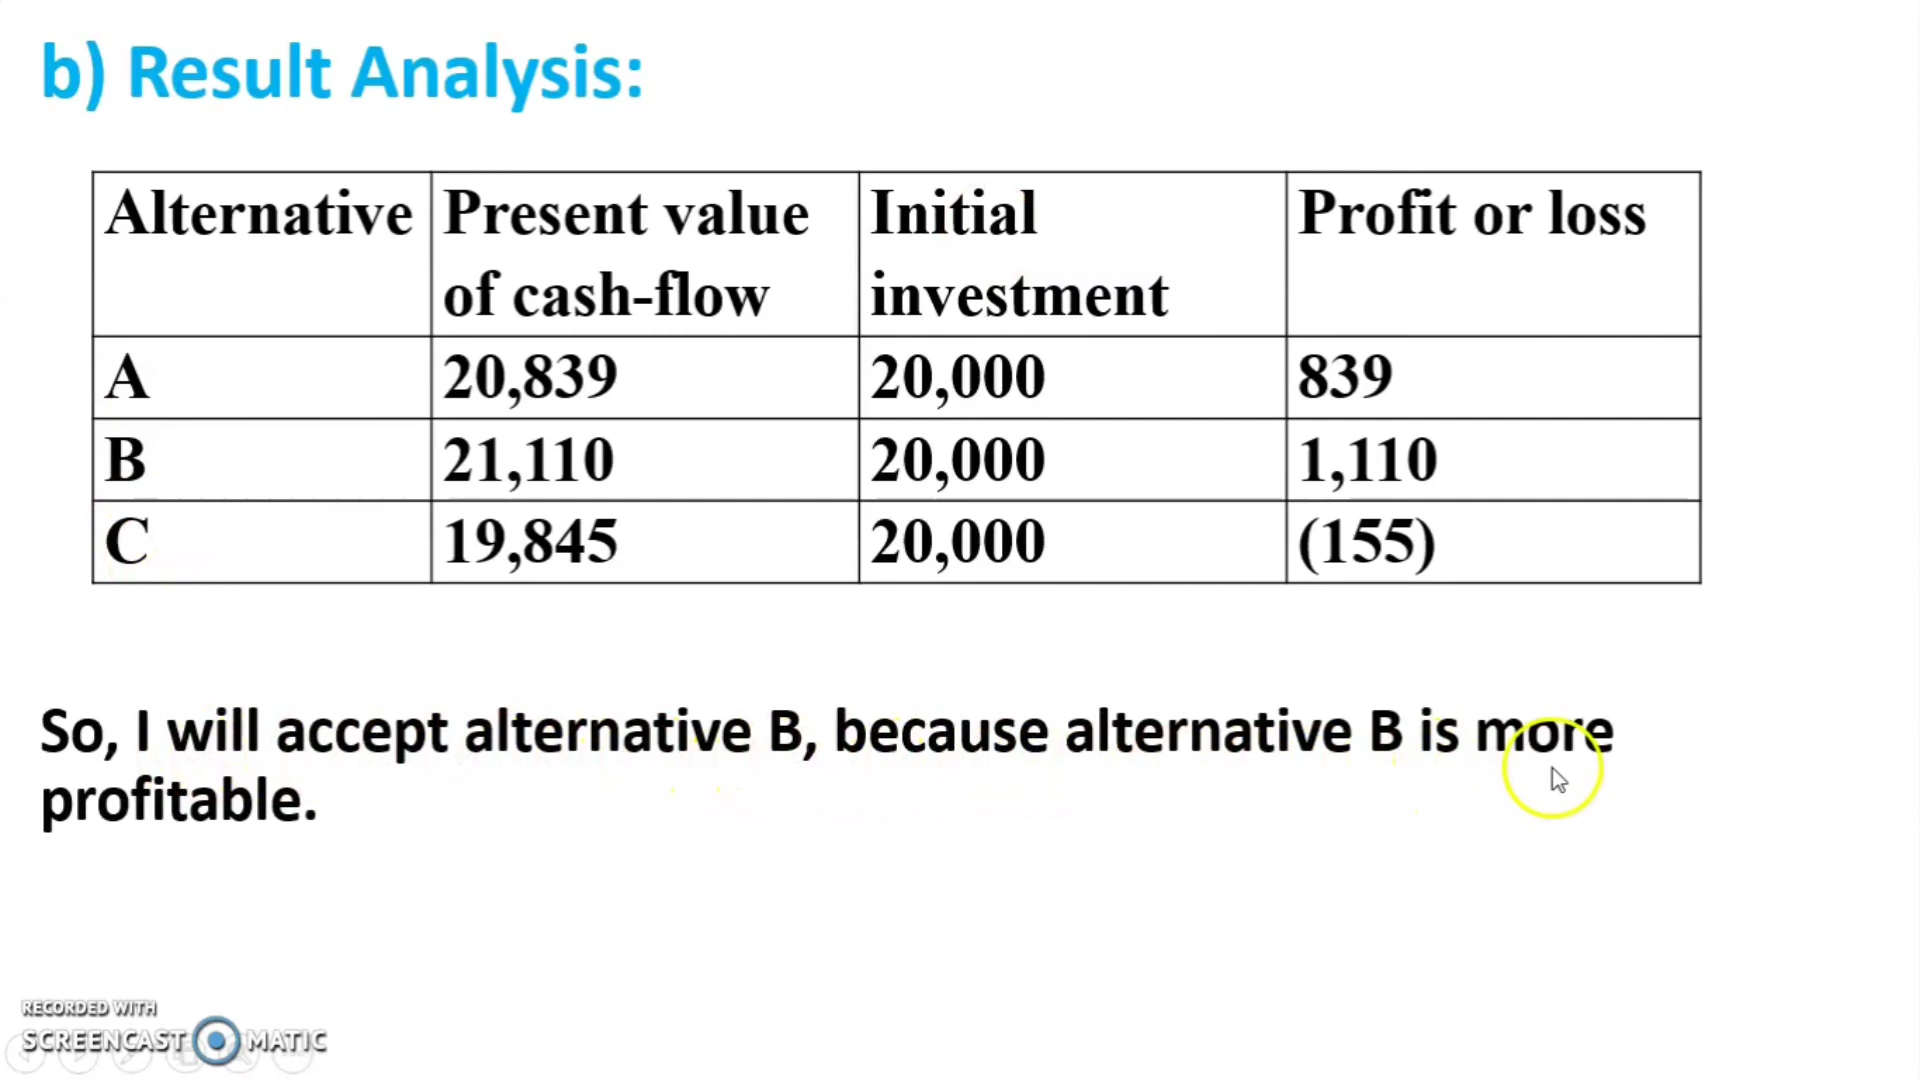 b) Result Analysis:
Alternative Present value of cash-flow Initial investment Profit or loss
A 20,839 20,000 839
B 21,110 20,000 1,110
C 19,845 20,000 (155)
So, I will accept alternative B, because alternative B is more
profitable.
RECORDED WITH
SCREENCAST MATIC